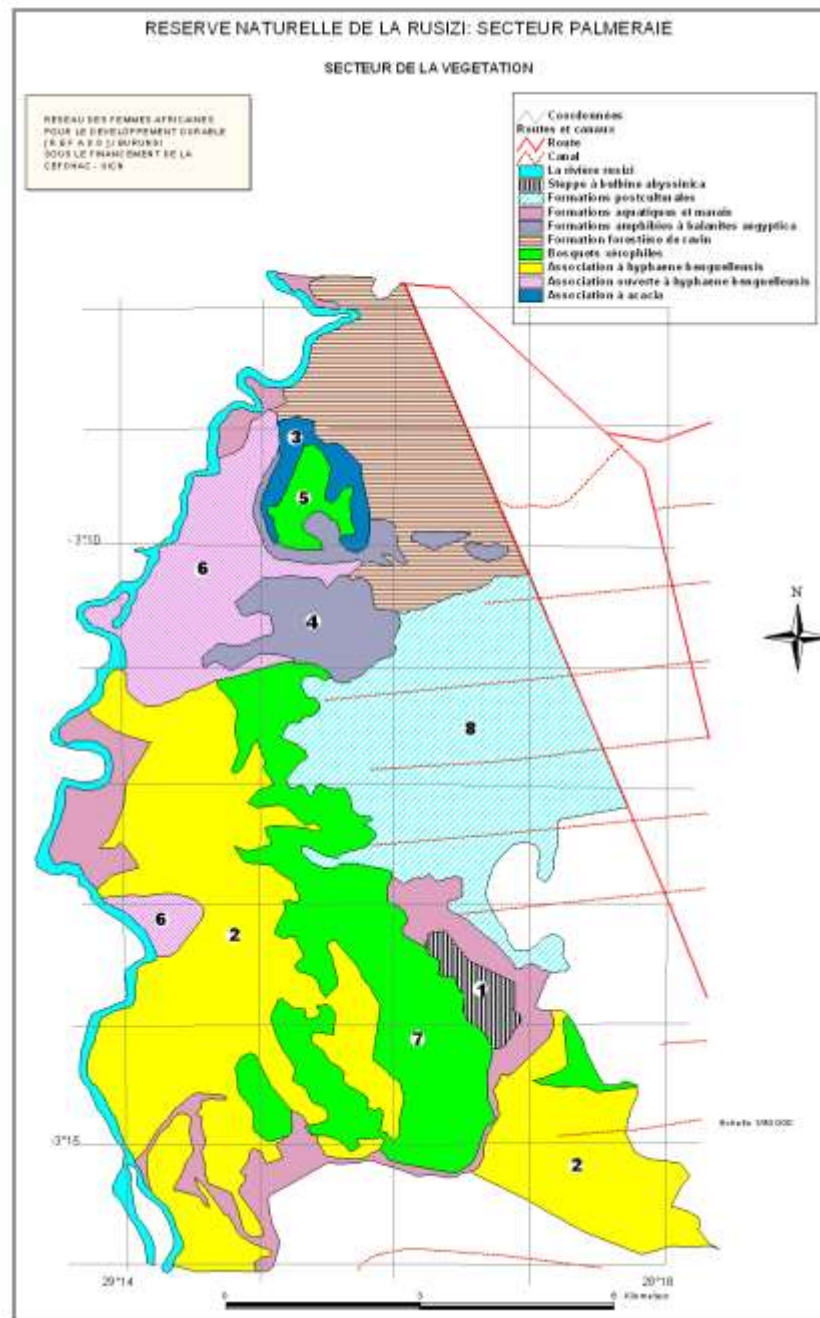 RESERVE NATURELLE DE LA RUSIZI: SECTEUR PALMERAIE
SECTEUR DE LA VEGETATION
RESEAU DES FEMMES AFRICAINES
POUR LE DEVELOPPEMENT DURABLE
( R E F A D D )/ BURUNDI
SOUS LE FINANCEMENT DE LA
CEFDHAC - UICN
Coordonnées
Routes et canaux
Route
Canal
La rivière rusizi
Steppe à bulbine abyssinica
Formations postculturales
Formations aquatiques et marais
Formations amphibies à balanites aegyptica
Formation forestière de ravin
Bosquets xérophiles
Association à hyphaene benguellensis
Association ouverte à hyphaene benguellensis
Association à acacia
3
5
-3°10
6
4
N
8
6
2
1
7
-3°15
2
29°14
29°18
Kilometres